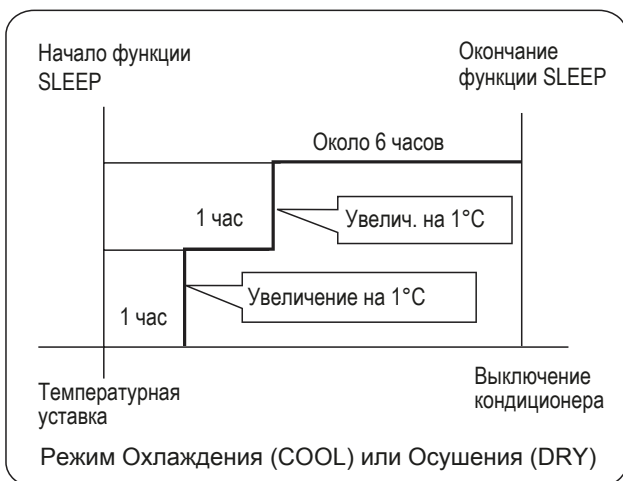 Начало функции
SLEEP
Окончание
функции SLEEP
Около 6 часов
1 час
Увелич. на 1°C
1 час
Увеличение на 1°C
Температурная
уставка
Выключение
кондиционера
Режим Охлаждения (COOL) или Осушения (DRY)